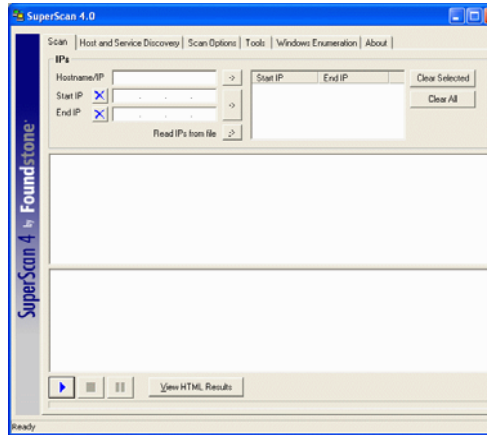 SuperScan 4.0
Scan Host and Service Discovery Scan Options Tools Windows Enumeration About
IPs
Hostname/IP -> Start IP End IP Clear Selected
Start IP X . . . -> Clear All
End IP X . . .
Read IPs from file ->
SuperScan 4 by Foundstone
View HTML Results
Ready